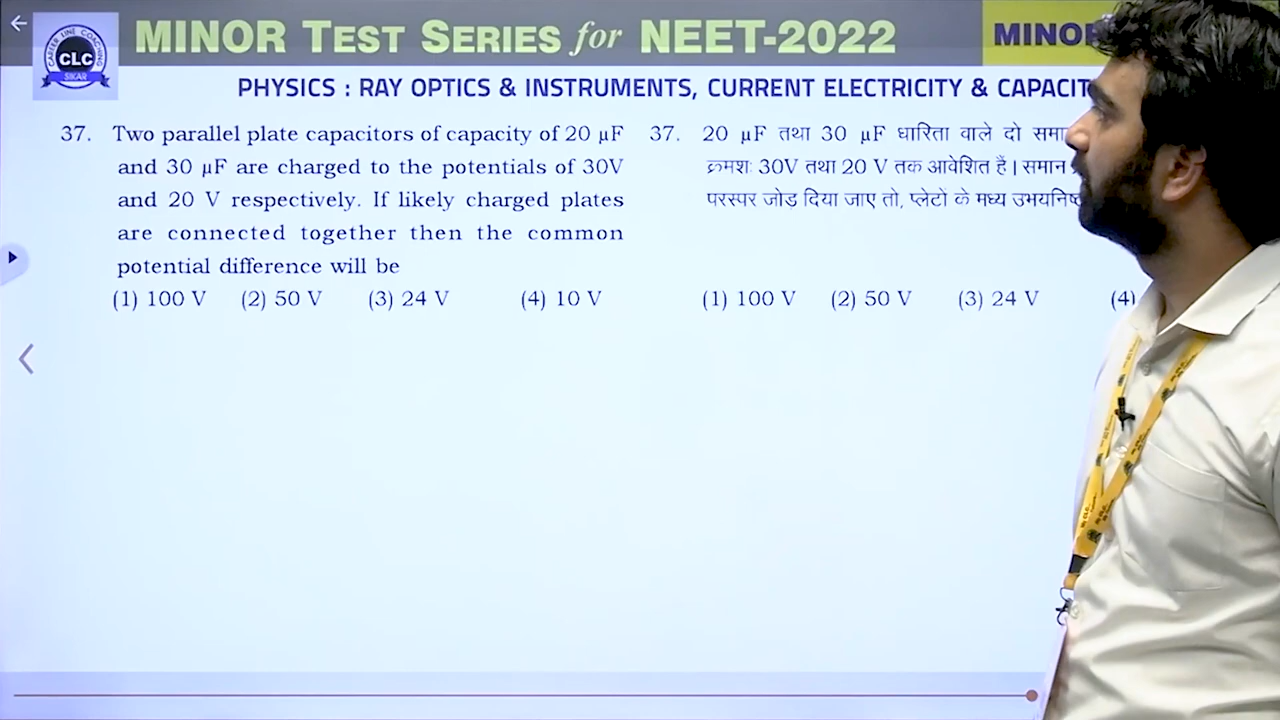 CAREER LINE COACHING
CLC
SIKAR
MINOR TEST SERIES for NEET-2022
MINOR
PHYSICS : RAY OPTICS & INSTRUMENTS, CURRENT ELECTRICITY &
37. Two parallel plate capacitors of capacity of 20 µF
and 30 µF are charged to the potentials of 30V
and 20 V respectively. If likely charged plates
are connected together then the common
potential difference will be
(1) 100 V (2) 50 V (3) 24 V (4) 10 V
37. 20 µF तथा 30 µF धारिता वाले दो
क्रमशः 30V तथा 20 V तक आवेशित हैं। समान
परस्पर जोड़ दिया जाए तो, प्लेटों के मध्य
(1) 100 V (2) 50 V (3) 24 V (4)